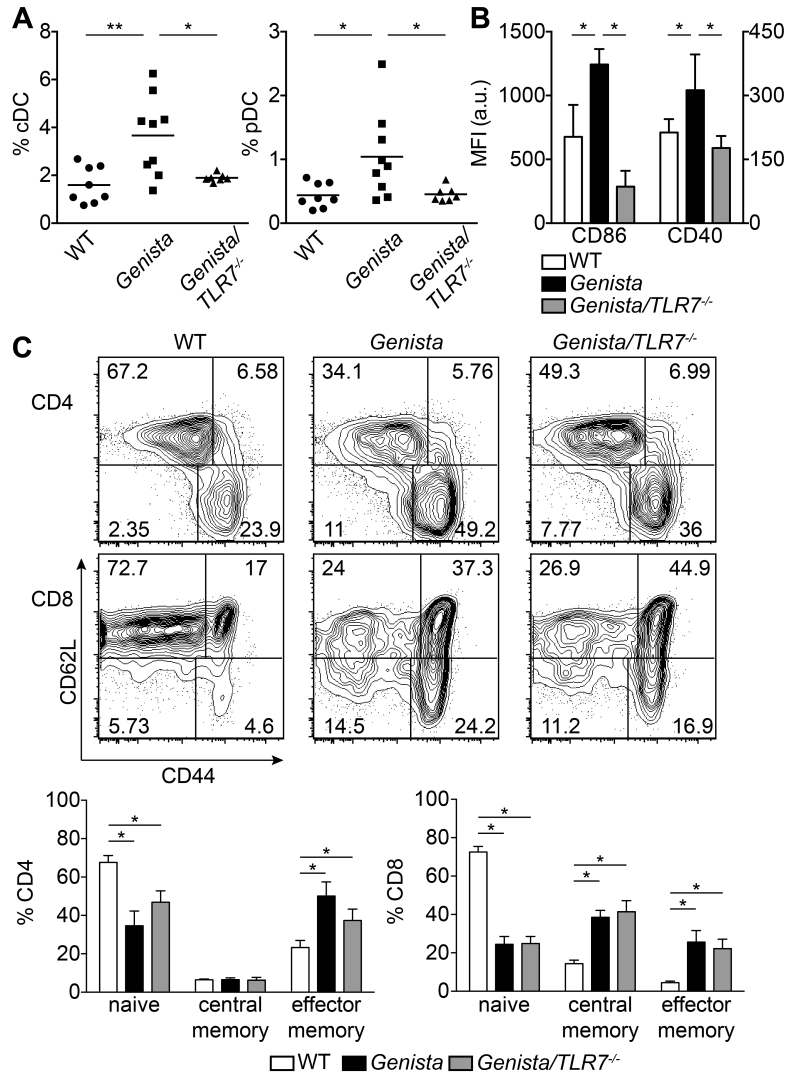 A
** *
* *
% cDC
8
6
4
2
0
WT
Genista
Genista/
TLR7-/-
% pDC
3
2
1
0
WT
Genista
Genista/
TLR7-/-
B
* * * *
MFI (a.u.)
1500
1000
500
0
450
300
150
0
CD86 CD40
WT
Genista
Genista/TLR7-/-
C
WT Genista Genista/TLR7-/-
CD4
67.2 6.58 34.1 5.76 49.3 6.99
2.35 23.9 11 49.2 7.77 36
CD8
72.7 17 24 37.3 26.9 44.9
5.73 4.6 14.5 24.2 11.2 16.9
CD62L
CD44
% CD4
100
80
60
40
20
0
* *
* *
naive central memory effector memory
% CD8
100
80
60
40
20
0
* *
* *
* *
naive central memory effector memory
WT Genista Genista/TLR7-/-